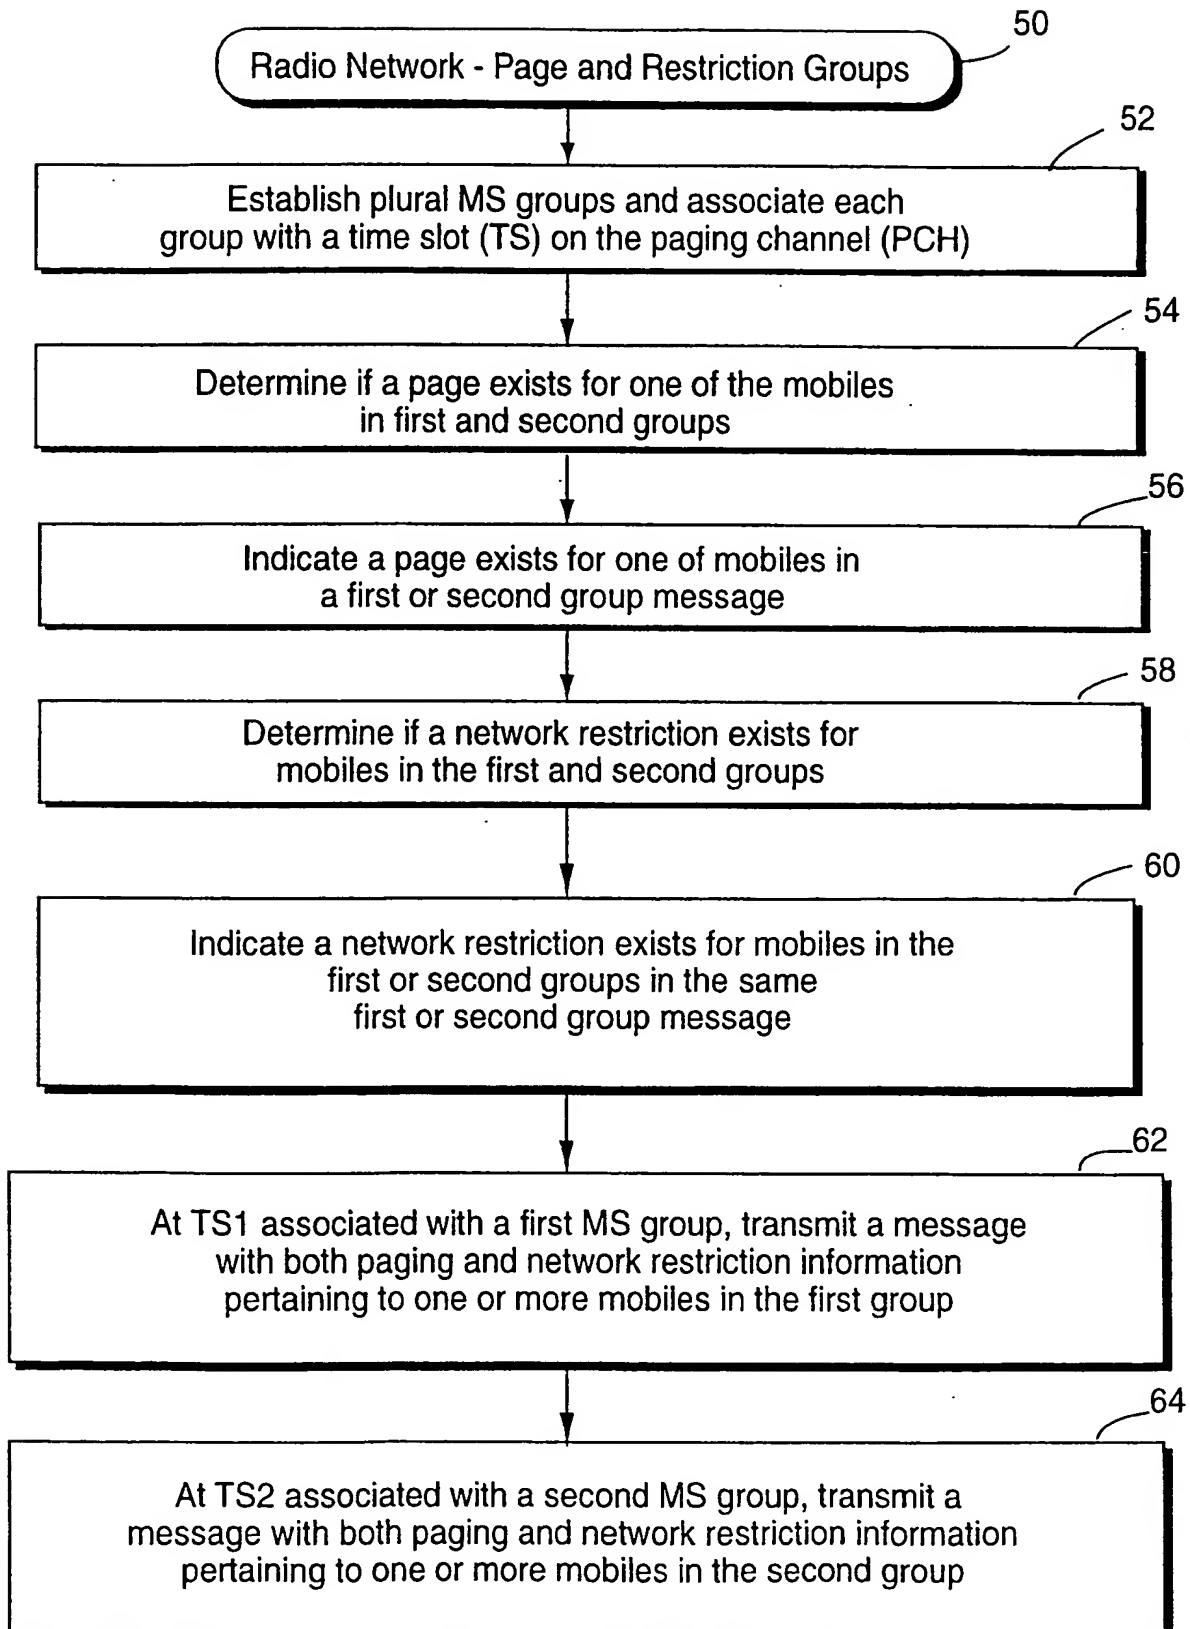 50
Radio Network - Page and Restriction Groups
52
Establish plural MS groups and associate each
group with a time slot (TS) on the paging channel (PCH)
54
Determine if a page exists for one of the mobiles
in first and second groups
56
Indicate a page exists for one of mobiles in
a first or second group message
58
Determine if a network restriction exists for
mobiles in the first and second groups
60
Indicate a network restriction exists for mobiles in the
first or second groups in the same
first or second group message
62
At TS1 associated with a first MS group, transmit a message
with both paging and network restriction information
pertaining to one or more mobiles in the first group
64
At TS2 associated with a second MS group, transmit a
message with both paging and network restriction information
pertaining to one or more mobiles in the second group